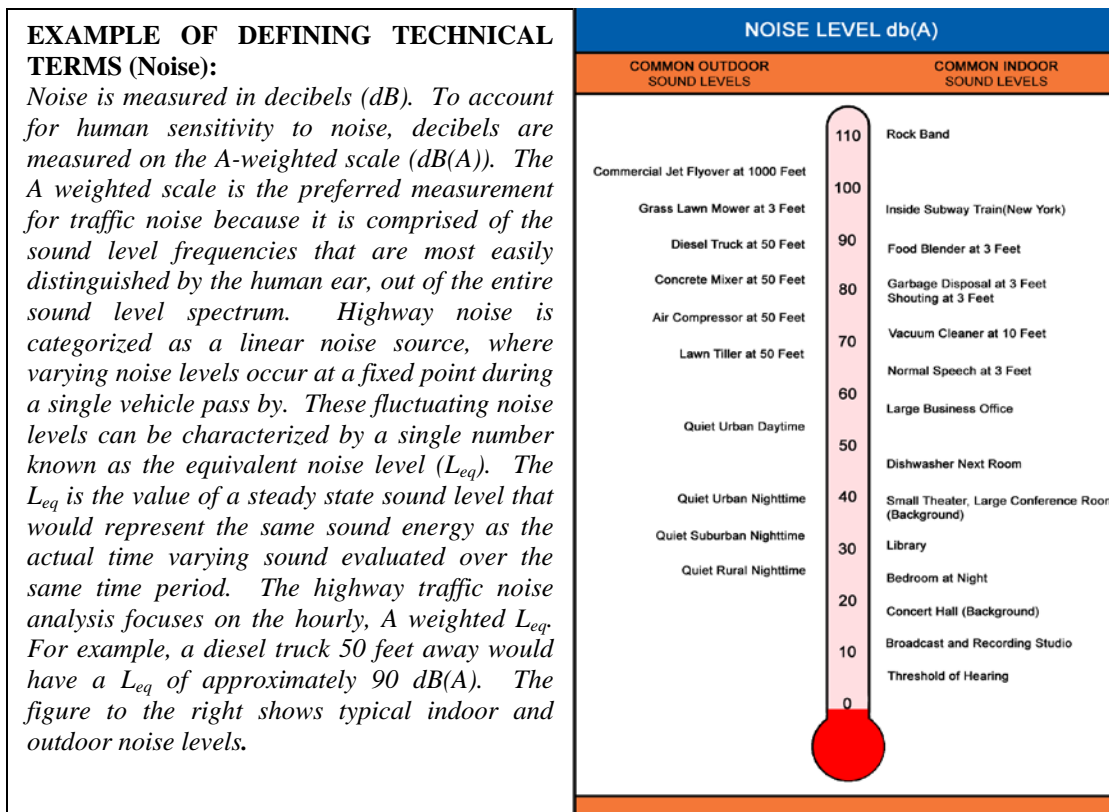 EXAMPLE OF DEFINING TECHNICAL
TERMS (Noise):
Noise is measured in decibels (dB). To account
for human sensitivity to noise, decibels are
measured on the A-weighted scale (dB(A)). The
A weighted scale is the preferred measurement
for traffic noise because it is comprised of the
sound level frequencies that are most easily
distinguished by the human ear, out of the entire
sound level spectrum. Highway noise is
categorized as a linear noise source, where
varying noise levels occur at a fixed point during
a single vehicle pass by. These fluctuating noise
levels can be characterized by a single number
known as the equivalent noise level (Leq). The
Leq is the value of a steady state sound level that
would represent the same sound energy as the
actual time varying sound evaluated over the
same time period. The highway traffic noise
analysis focuses on the hourly, A weighted Leq.
For example, a diesel truck 50 feet away would
have a Leq of approximately 90 dB(A). The
figure to the right shows typical indoor and
outdoor noise levels.
NOISE LEVEL db(A)
COMMON OUTDOOR
SOUND LEVELS
COMMON INDOOR
SOUND LEVELS
Commercial Jet Flyover at 1000 Feet
Grass Lawn Mower at 3 Feet
Diesel Truck at 50 Feet
Concrete Mixer at 50 Feet
Air Compressor at 50 Feet
Lawn Tiller at 50 Feet
Quiet Urban Daytime
Quiet Urban Nighttime
Quiet Suburban Nighttime
Quiet Rural Nighttime
110
100
90
80
70
60
50
40
30
20
10
0
Rock Band
Inside Subway Train(New York)
Food Blender at 3 Feet
Garbage Disposal at 3 Feet
Shouting at 3 Feet
Vacuum Cleaner at 10 Feet
Normal Speech at 3 Feet
Large Business Office
Dishwasher Next Room
Small Theater, Large Conference Room
(Background)
Library
Bedroom at Night
Concert Hall (Background)
Broadcast and Recording Studio
Threshold of Hearing